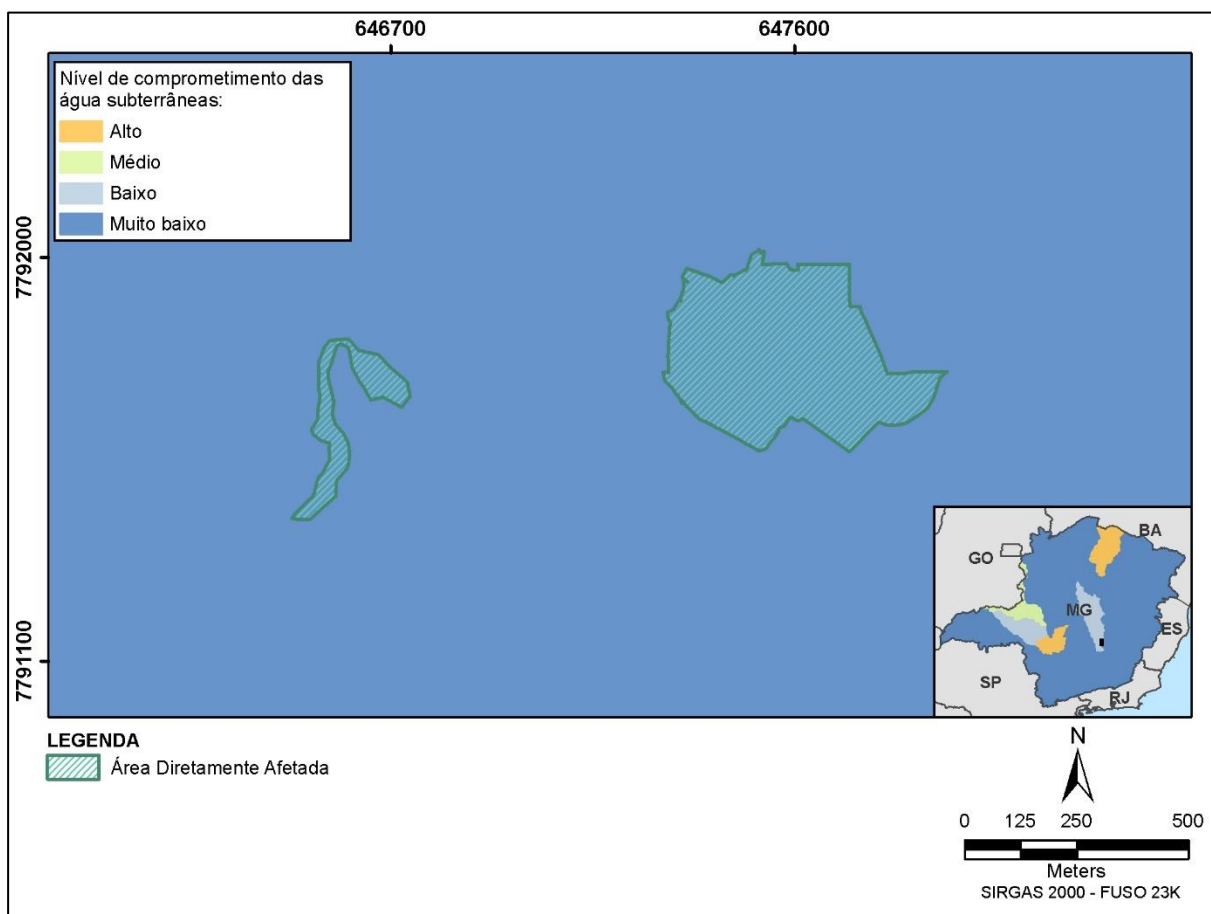 646700
647600
Nível de comprometimento das
água subterrâneas:
Alto
Médio
Baixo
Muito baixo
7792000
7791100
BA
GO
MG
ES
SP
RJ
LEGENDA
Área Diretamente Afetada
N
0 125 250 500
Meters
SIRGAS 2000 - FUSO 23K